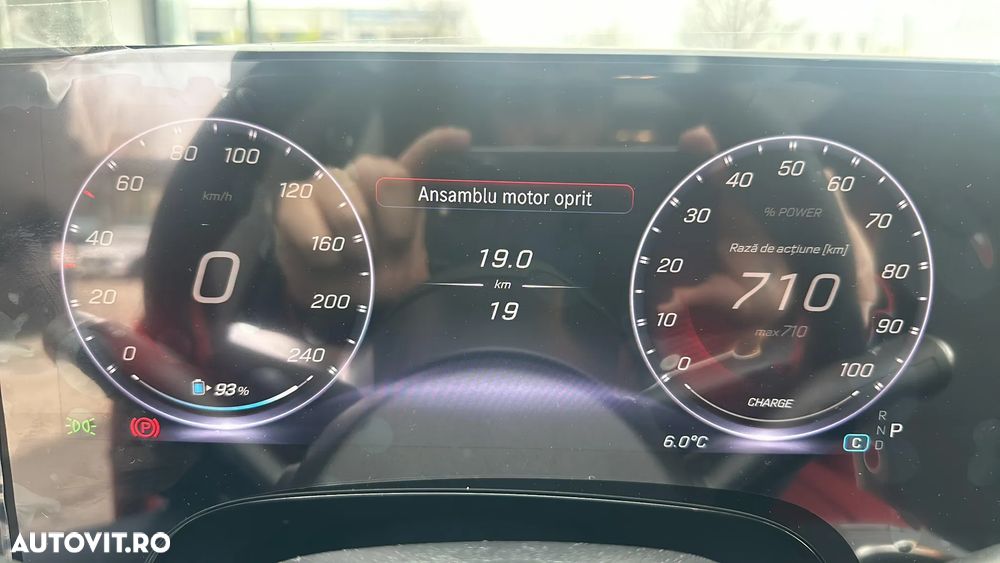 80
100
60
120
km/h
40
160
0
20
200
0
240
93%
P
Ansamblu motor oprit
19.0
km
19
50
40
60
% POWER
30
70
Rază de acțiune [km]
20
80
710
max 710
10
90
0
100
CHARGE
6.0°C
C
R
N
P
D
AUTOVIT.RO